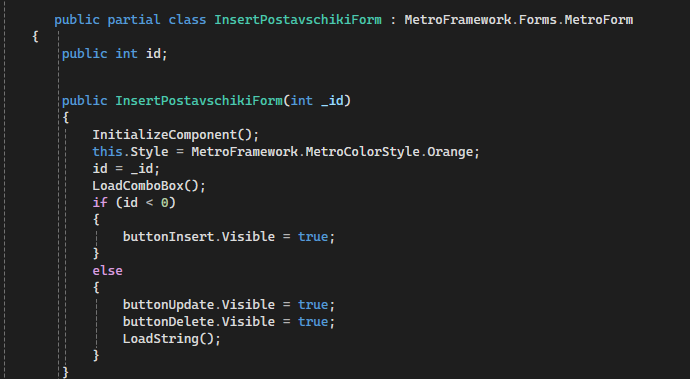 public partial class InsertPostavschikiForm : MetroFramework.Forms.MetroForm
{
public int id;
public InsertPostavschikiForm(int _id)
{
InitializeComponent();
this.Style = MetroFramework.MetroColorStyle.Orange;
id = _id;
LoadComboBox();
if (id < 0)
{
buttonInsert.Visible = true;
}
else
{
buttonUpdate.Visible = true;
buttonDelete.Visible = true;
LoadString();
}
}